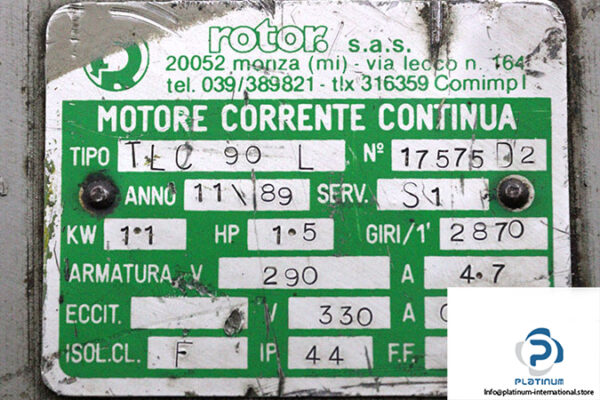 rotor. s.a.s.
20052 monza (mi) - via lecco n. 164
tel. 039/389821 - tlx 316359 Comimp I
MOTORE CORRENTE CONTINUA
TIPO TLC 90 L Nº 17575 D2
ANNO 11\89 SERV. S1
KW 1·1 HP 1·5 GIRI/1' 2870
ARMATURA V 290 A 4·7
ECCIT. V 330 A
ISOL.CL. F IP 44 F.F.
PLATINUM
Info@platinum-international.store